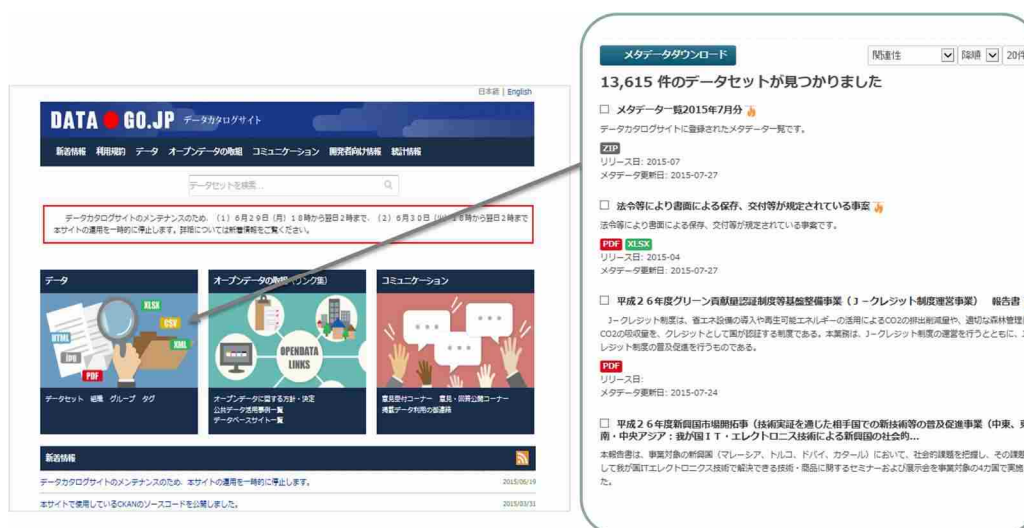 日本語 | English
DATA GO.JP データカタログサイト
新着情報 利用規約 データ オープンデータの取組 コミュニケーション 開発者向け情報 統計情報
データセットを検索...
データカタログサイトのメンテナンスのため、(1) 6月29日 (月) 18時から翌日2時まで、(2) 6月30日 (火) 18時から翌日2時まで
本サイトの運用を一時的に停止します。詳細については新着情報をご覧ください。
データ
オープンデータの取組 (リンク集)
コミュニケーション
XLSX
CSV
HTML
XML
jpg
PDF
OPENDATA
LINKS
データセット 組織 グループ タグ
オープンデータに関する方針・決定
公共データ活用事例一覧
データベースサイト一覧
意見受付コーナー 意見・回答公開コーナー
掲載データ利用の御連絡
新着情報
データカタログサイトのメンテナンスのため、本サイトの運用を一時的に停止します。 2015/06/19
本サイトで使用しているCKANのソースコードを公開しました。 2015/03/31
メタデータダウンロード 関連性 降順 20件
13,615 件のデータセットが見つかりました
メタデータ一覧2015年7月分
データカタログサイトに登録されたメタデータ一覧です。
ZIP
リリース日: 2015-07
メタデータ更新日: 2015-07-27
法令等により書面による保存、交付等が規定されている事案
法令等により書面による保存、交付等が規定されている事案です。
PDF XLSX
リリース日: 2015-04
メタデータ更新日: 2015-07-27
平成26年度グリーン貢献量認証制度等基盤整備事業(J-クレジット制度運営事業) 報告書
J-クレジット制度は、省エネ設備の導入や再生可能エネルギーの活用によるCO2の排出削減量や、適切な森林管理
CO2の吸収量を、クレジットとして国が認証する制度である。本業務は、J-クレジット制度の運営を行うとともに、
レジット制度の普及促進を行うものである。
PDF
リリース日:
メタデータ更新日: 2015-07-24
平成26年度新興国市場開拓事(技術実証を通じた相手国での新技術等の普及促進事業(中東、東
南・中央アジア:我が国IT・エレクトロニクス技術による新興国の社会的...
本報告書は、事業対象の新興国(マレーシア、トルコ、ドバイ、カタール)において、社会的課題を把握し、その課題
して我が国ITエレクトロニクス技術で解決できる技術・商品に関するセミナーおよび展示会を事業対象の4カ国で実施
た。